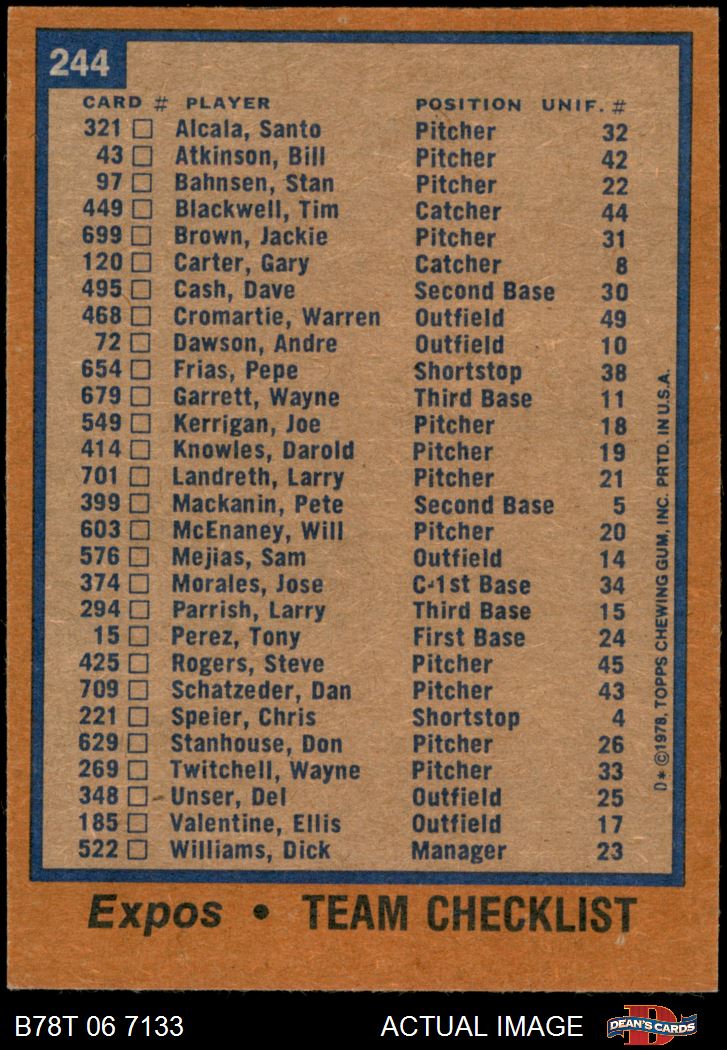 244
CARD # PLAYER POSITION UNIF. #
321 Alcala, Santo Pitcher 32
43 Atkinson, Bill Pitcher 42
97 Bahnsen, Stan Pitcher 22
449 Blackwell, Tim Catcher 44
699 Brown, Jackie Pitcher 31
120 Carter, Gary Catcher 8
495 Cash, Dave Second Base 30
468 Cromartie, Warren Outfield 49
72 Dawson, Andre Outfield 10
654 Frias, Pepe Shortstop 38
679 Garrett, Wayne Third Base 11
549 Kerrigan, Joe Pitcher 18
414 Knowles, Darold Pitcher 19
701 Landreth, Larry Pitcher 21
399 Mackanin, Pete Second Base 5
603 McEnaney, Will Pitcher 20
576 Mejias, Sam Outfield 14
374 Morales, Jose C-1st Base 34
294 Parrish, Larry Third Base 15
15 Perez, Tony First Base 24
425 Rogers, Steve Pitcher 45
709 Schatzeder, Dan Pitcher 43
221 Speier, Chris Shortstop 4
629 Stanhouse, Don Pitcher 26
269 Twitchell, Wayne Pitcher 33
348 Unser, Del Outfield 25
185 Valentine, Ellis Outfield 17
522 Williams, Dick Manager 23
D* ©1978, TOPPS CHEWING GUM, INC. PRTD. IN U.S.A.
Expos • TEAM CHECKLIST
B78T 06 7133 ACTUAL IMAGE D DEAN'S CARDS